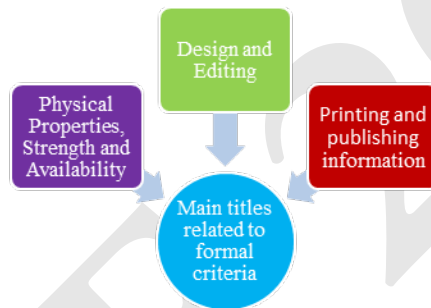 Design and
Editing
Physical
Properties,
Strength and
Availability
Printing and
publishing
information
Main titles
related to
formal
criteria